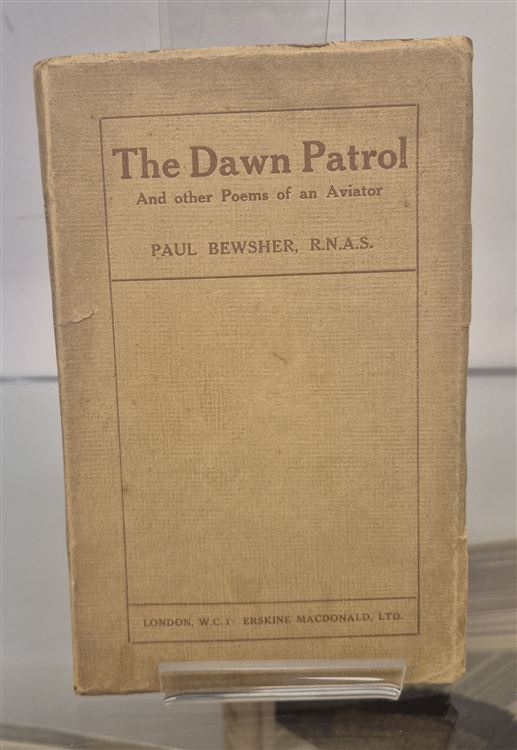 The Dawn Patrol
And other Poems of an Aviator
PAUL BEWSHER, R.N.A.S.
LONDON, W.C.1: ERSKINE MACDONALD, LTD.